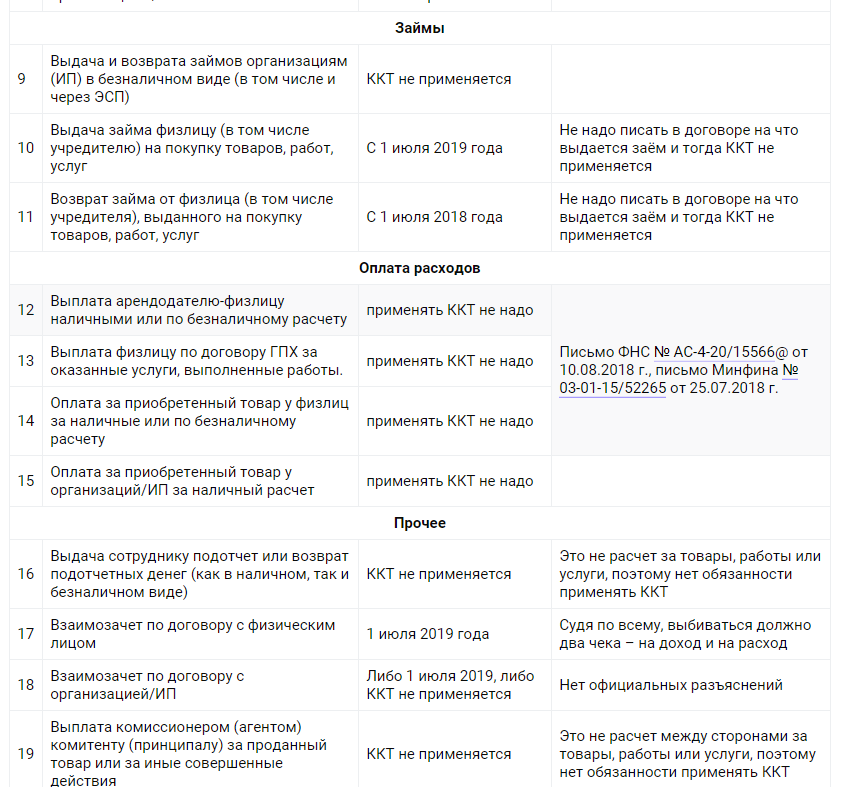 Займы
9
Выдача и возврата займов организациям
(ИП) в безналичном виде (в том числе и
через ЭСП)
ККТ не применяется
10
Выдача займа физлицу (в том числе
учредителю) на покупку товаров, работ,
услуг
С 1 июля 2019 года
Не надо писать в договоре на что
выдается заём и тогда ККТ не
применяется
11
Возврат займа от физлица (в том числе
учредителя), выданного на покупку
товаров, работ, услуг
С 1 июля 2018 года
Не надо писать в договоре на что
выдается заём и тогда ККТ не
применяется
Оплата расходов
12
Выплата арендодателю-физлицу
наличными или по безналичному расчету
применять ККТ не надо
Письмо ФНС № АС-4-20/15566@ от
10.08.2018 г., письмо Минфина №
03-01-15/52265 от 25.07.2018 г.
13
Выплата физлицу по договору ГПХ за
оказанные услуги, выполненные работы.
применять ККТ не надо
14
Оплата за приобретенный товар у физлиц
за наличные или по безналичному
расчету
применять ККТ не надо
15
Оплата за приобретенный товар у
организаций/ИП за наличный расчет
применять ККТ не надо
Прочее
16
Выдача сотруднику подотчет или возврат
подотчетных денег (как в наличном, так и
безналичном виде)
ККТ не применяется
Это не расчет за товары, работы или
услуги, поэтому нет обязанности
применять ККТ
17
Взаимозачет по договору с физическим
лицом
1 июля 2019 года
Судя по всему, выбиваться должно
два чека – на доход и на расход
18
Взаимозачет по договору с
организацией/ИП
Либо 1 июля 2019, либо
ККТ не применяется
Нет официальных разъяснений
19
Выплата комиссионером (агентом)
комитенту (принципалу) за проданный
товар или за иные совершенные
действия
ККТ не применяется
Это не расчет между сторонами за
товары, работы или услуги, поэтому
нет обязанности применять ККТ